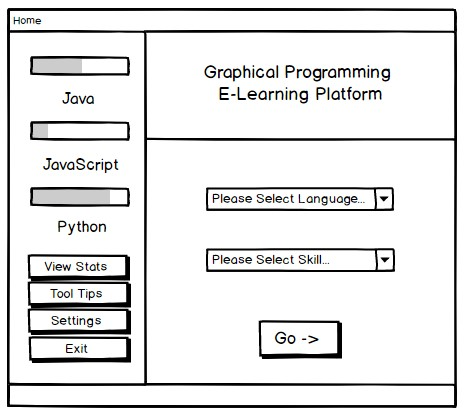 Home
Java
JavaScript
Python
View Stats
Tool Tips
Settings
Exit
Graphical Programming
E-Learning Platform
Please Select Language...
Please Select Skill...
Go ->